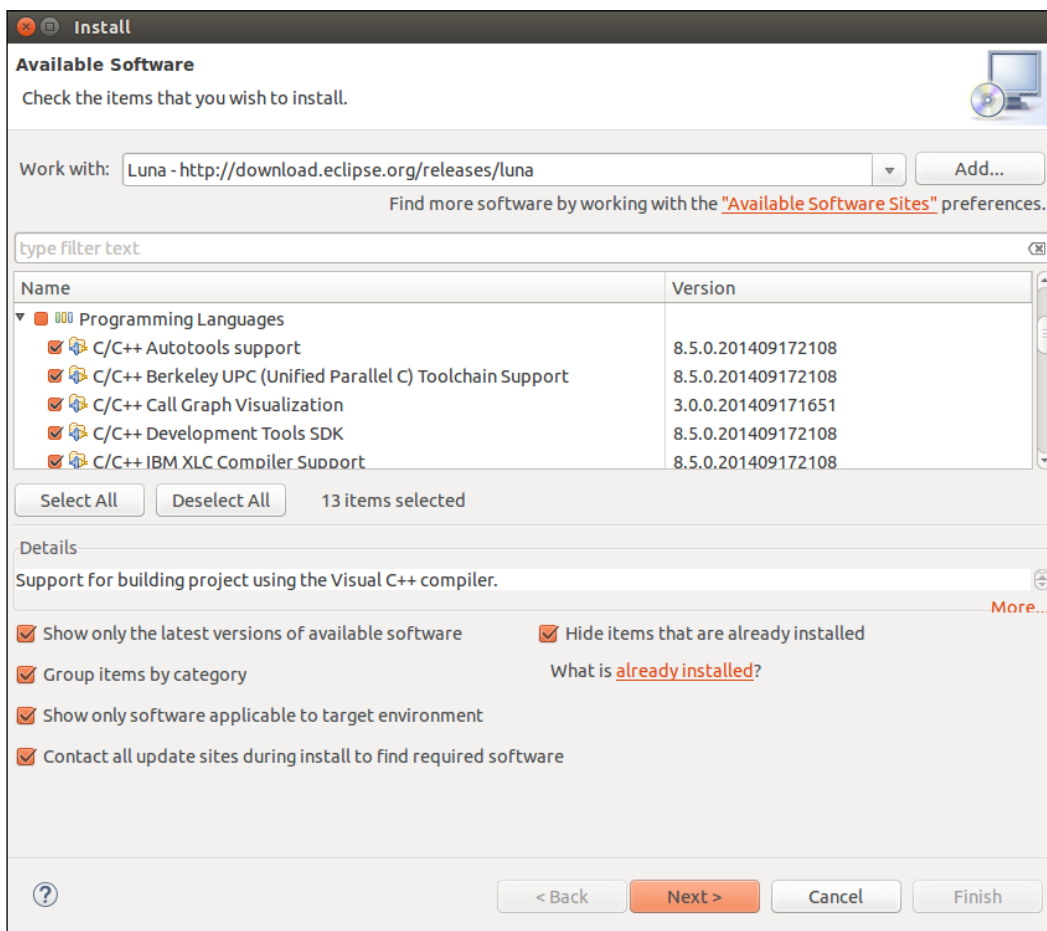 Install
Available Software
Check the items that you wish to install.
Work with: Luna - http://download.eclipse.org/releases/luna Add...
Find more software by working with the "Available Software Sites" preferences.
type filter text
Name Version
Programming Languages
C/C++ Autotools support 8.5.0.201409172108
C/C++ Berkeley UPC (Unified Parallel C) Toolchain Support 8.5.0.201409172108
C/C++ Call Graph Visualization 3.0.0.201409171651
C/C++ Development Tools SDK 8.5.0.201409172108
C/C++ IBM XLC Compiler Support 8.5.0.201409172108
Select All Deselect All 13 items selected
Details
Support for building project using the Visual C++ compiler.
More...
Show only the latest versions of available software Hide items that are already installed
Group items by category What is already installed?
Show only software applicable to target environment
Contact all update sites during install to find required software
? < Back Next > Cancel Finish